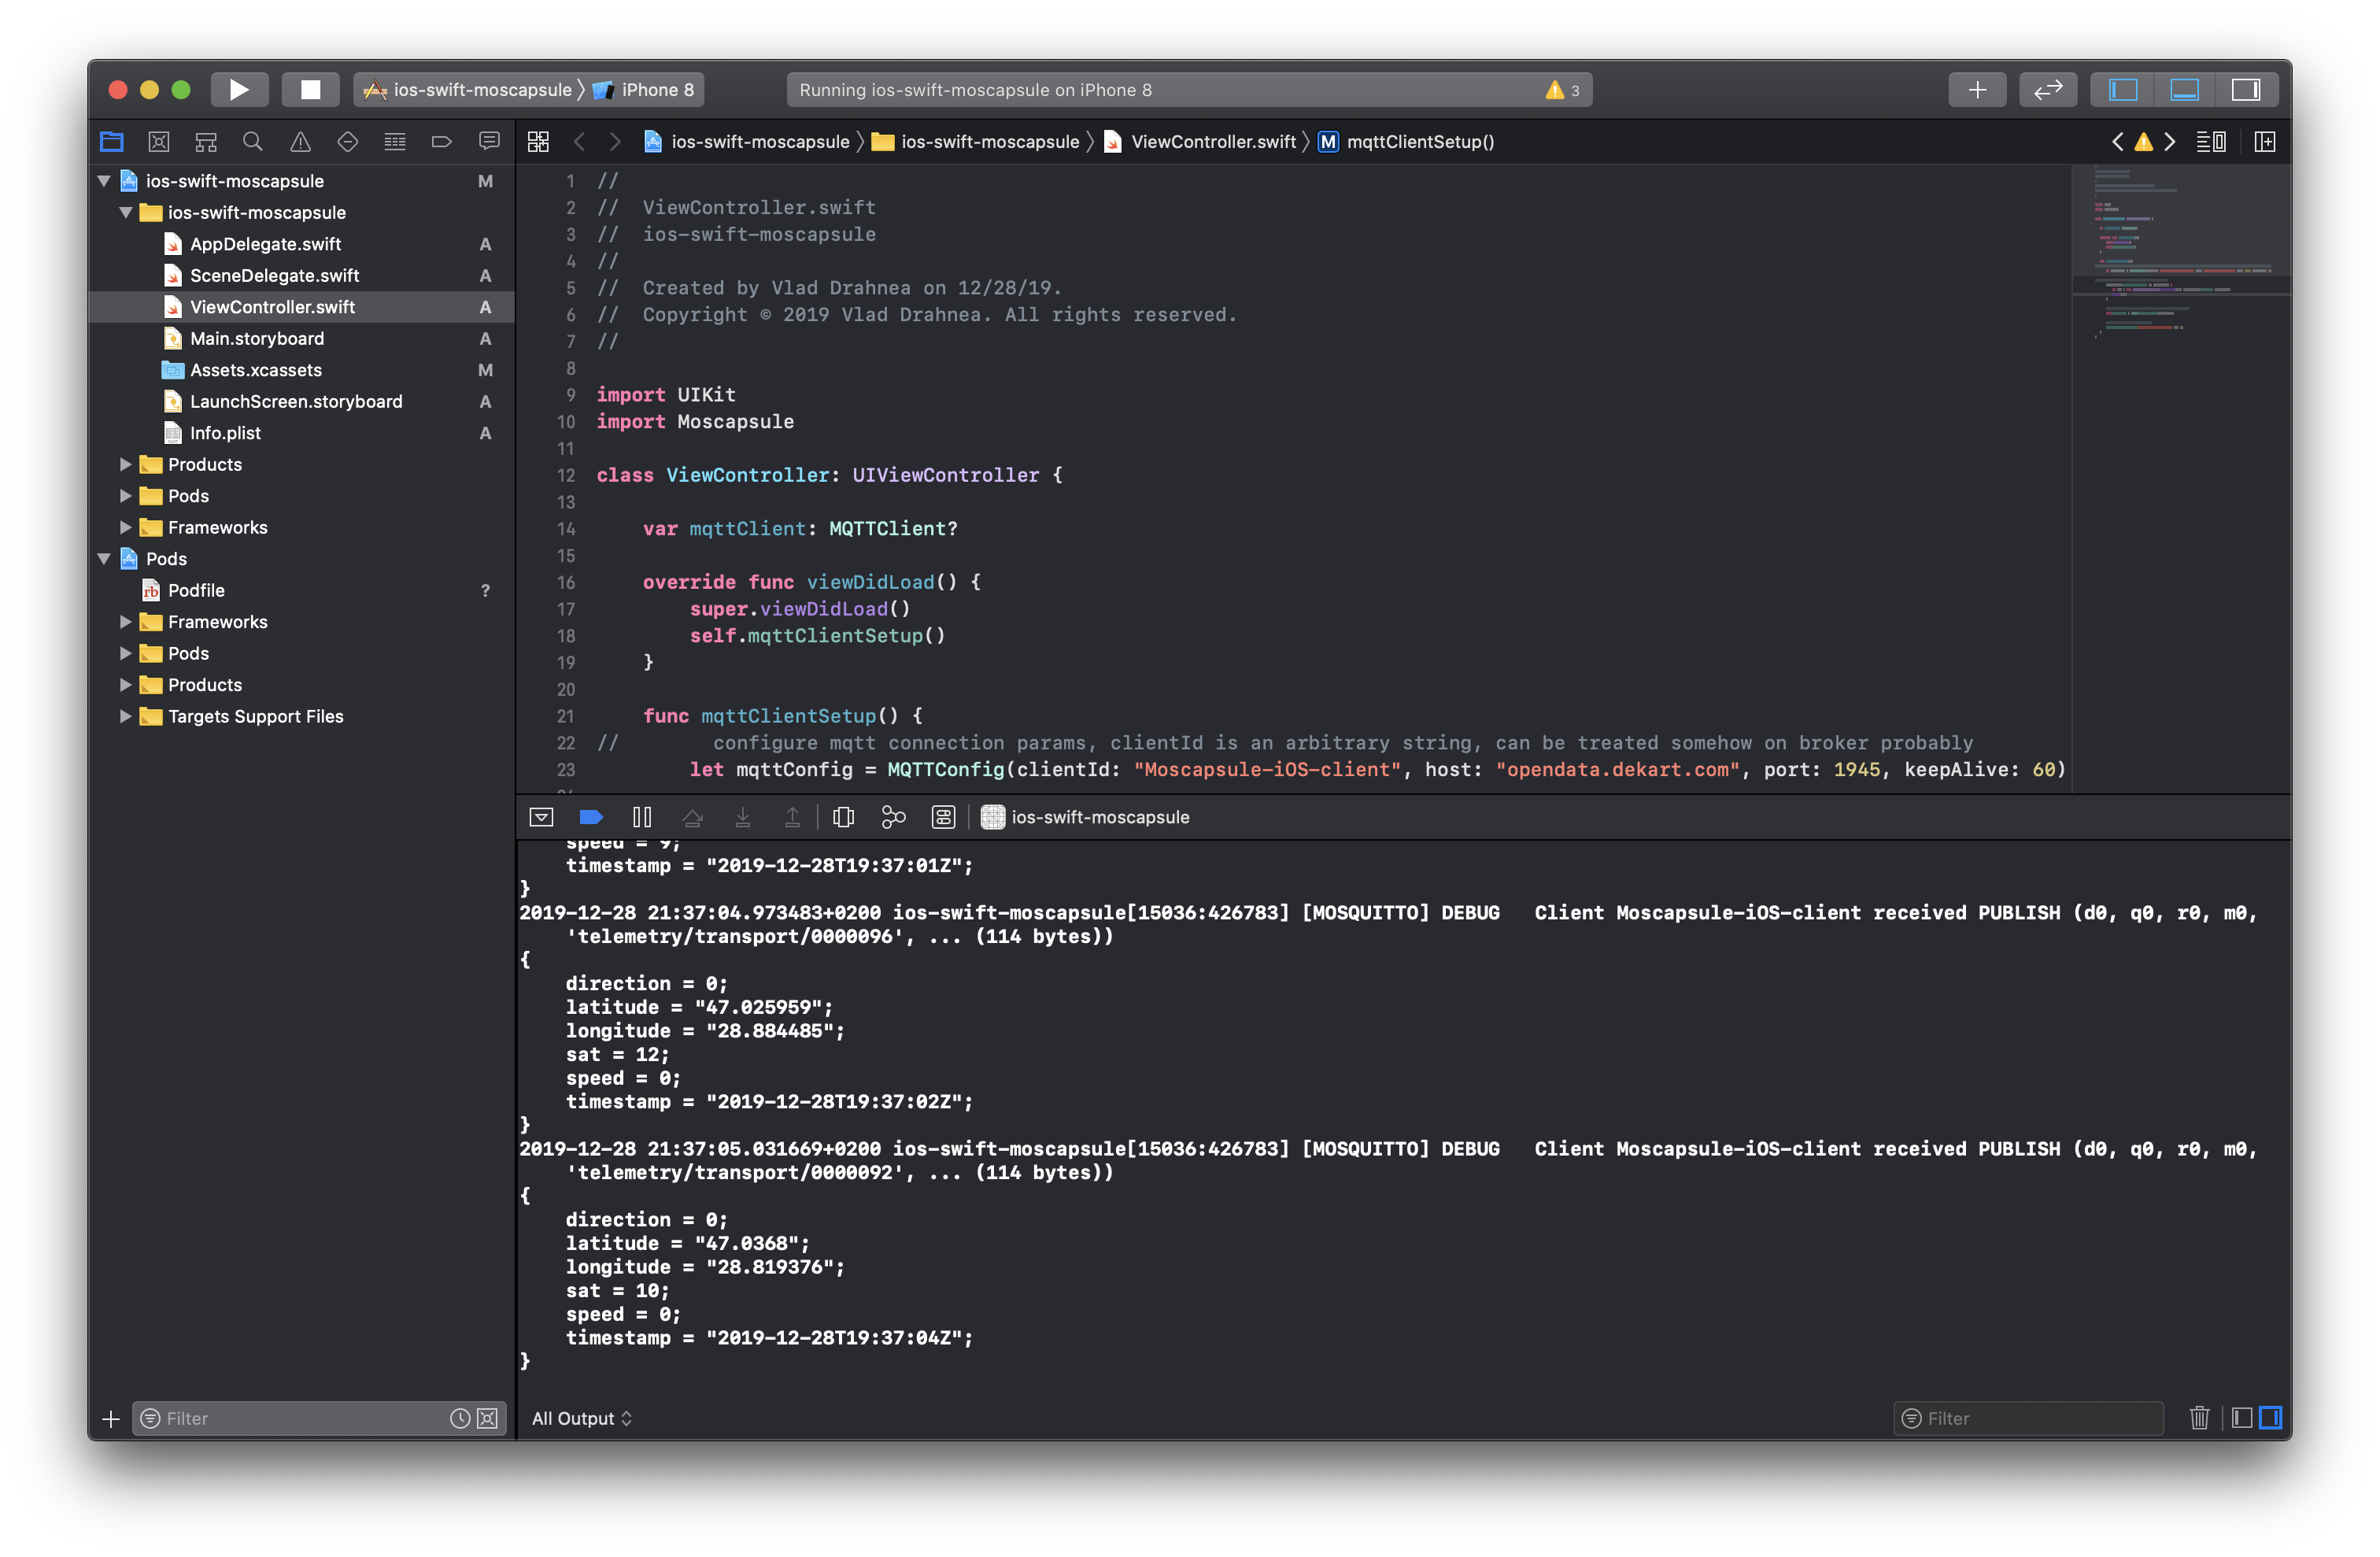 ios-swift-moscapsule 〉 iPhone 8
Running ios-swift-moscapsule on iPhone 8
3
ios-swift-moscapsule 〉 ios-swift-moscapsule 〉 ViewController.swift 〉 M mqttClientSetup()
ios-swift-moscapsule M
ios-swift-moscapsule
AppDelegate.swift A
SceneDelegate.swift A
ViewController.swift A
Main.storyboard A
Assets.xcassets M
LaunchScreen.storyboard A
Info.plist A
Products
Pods
Frameworks
Pods
rb Podfile ?
Frameworks
Pods
Products
Targets Support Files
Filter
1 //
2 //  ViewController.swift
3 //  ios-swift-moscapsule
4 //
5 //  Created by Vlad Drahnea on 12/28/19.
6 //  Copyright © 2019 Vlad Drahnea. All rights reserved.
7 //
8
9 import UIKit
10 import Moscapsule
11
12 class ViewController: UIViewController {
13
14     var mqttClient: MQTTClient?
15
16     override func viewDidLoad() {
17         super.viewDidLoad()
18         self.mqttClientSetup()
19     }
20
21     func mqttClientSetup() {
22 //        configure mqtt connection params, clientId is an arbitrary string, can be treated somehow on broker probably
23         let mqttConfig = MQTTConfig(clientId: "Moscapsule-iOS-client", host: "opendata.dekart.com", port: 1945, keepAlive: 60)
ios-swift-moscapsule
speed = 9;
timestamp = "2019-12-28T19:37:01Z";
}
2019-12-28 21:37:04.973483+0200 ios-swift-moscapsule[15036:426783] [MOSQUITTO] DEBUG   Client Moscapsule-iOS-client received PUBLISH (d0, q0, r0, m0,
'telemetry/transport/0000096', ... (114 bytes))
{
direction = 0;
latitude = "47.025959";
longitude = "28.884485";
sat = 12;
speed = 0;
timestamp = "2019-12-28T19:37:02Z";
}
2019-12-28 21:37:05.031669+0200 ios-swift-moscapsule[15036:426783] [MOSQUITTO] DEBUG   Client Moscapsule-iOS-client received PUBLISH (d0, q0, r0, m0,
'telemetry/transport/0000092', ... (114 bytes))
{
direction = 0;
latitude = "47.0368";
longitude = "28.819376";
sat = 10;
speed = 0;
timestamp = "2019-12-28T19:37:04Z";
}
All Output
Filter